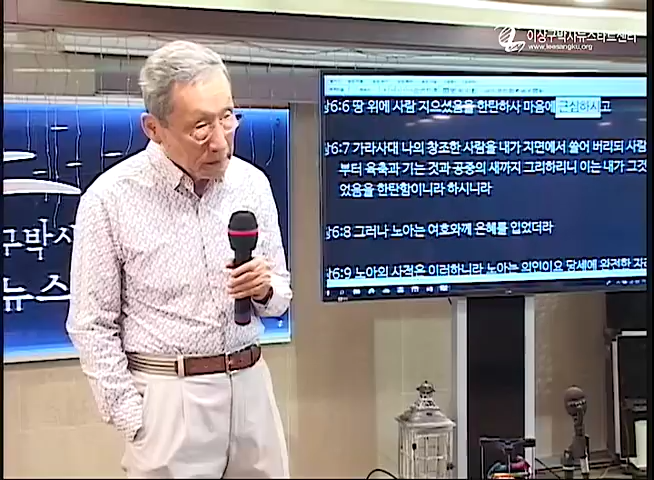 이상구박사뉴스타트센터
www.leesangku.org
6:6 땅 위에 사람 지으셨음을 한탄하사 마음에 근심하시고
6:7 가라사대 나의 창조한 사람을 내가 지면에서 쓸어 버리되 사람
부터 육축과 기는 것과 공중의 새까지 그리하리니 이는 내가 그것
었음을 한탄함이니라 하시니라
6:8 그러나 노아는 여호와께 은혜를 입었더라
6:9 노아의 사적은 이러하니라 노아는 의인이요 당세에 완전한 자라
구박사
뉴스